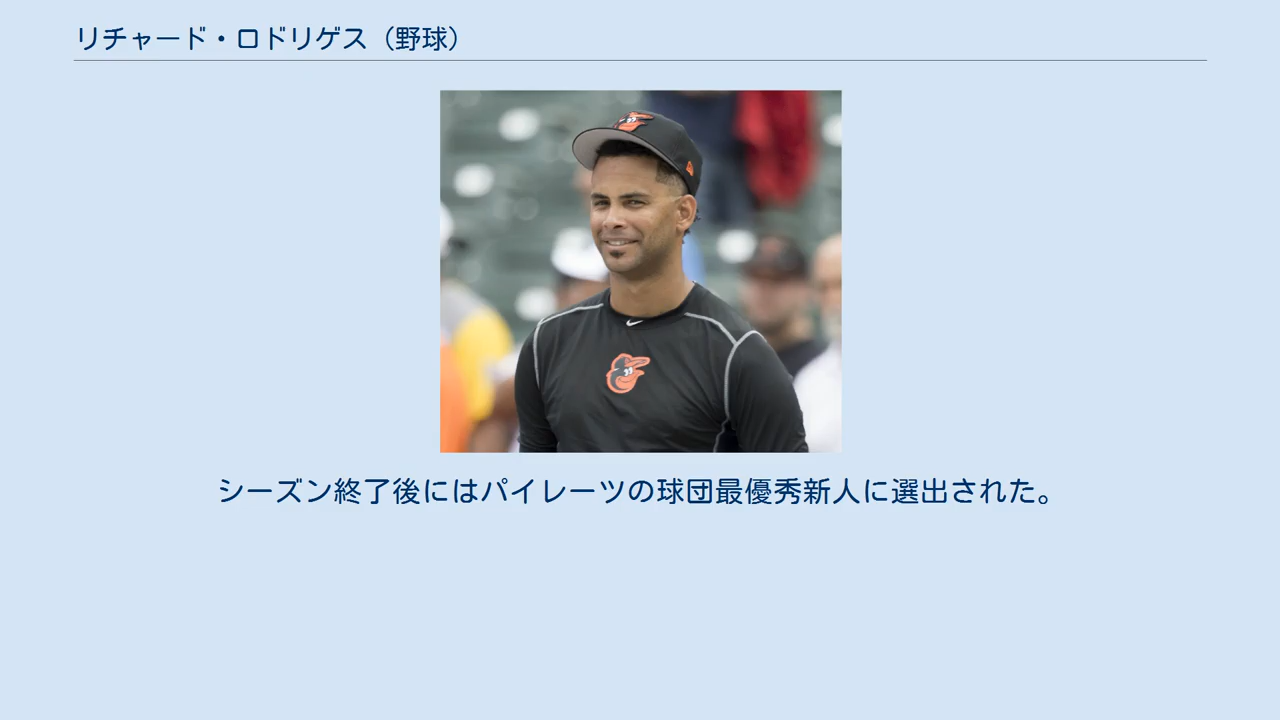 リチャード・ロドリゲス（野球）
シーズン終了後にはパイレーツの球団最優秀新人に選出された。